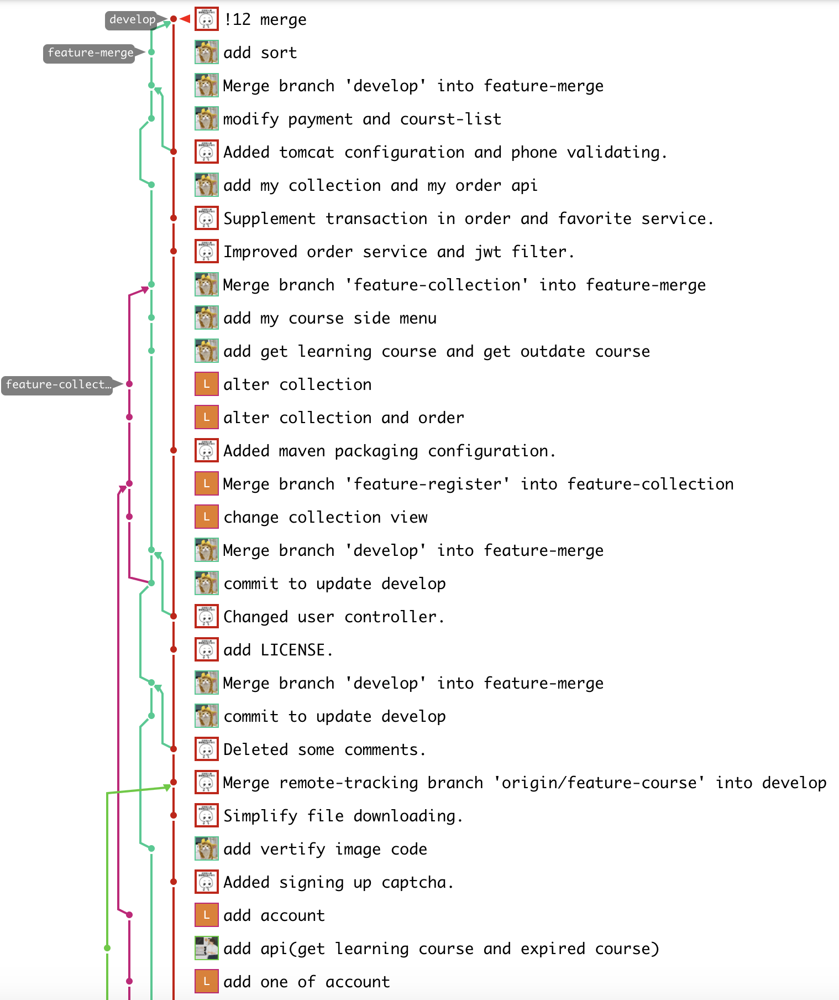 develop
!12 merge
feature-merge
add sort
Merge branch 'develop' into feature-merge
modify payment and courst-list
Added tomcat configuration and phone validating.
add my collection and my order api
Supplement transaction in order and favorite service.
Improved order service and jwt filter.
Merge branch 'feature-collection' into feature-merge
add my course side menu
add get learning course and get outdate course
feature-collect…
L alter collection
L alter collection and order
Added maven packaging configuration.
L Merge branch 'feature-register' into feature-collection
L change collection view
Merge branch 'develop' into feature-merge
commit to update develop
Changed user controller.
add LICENSE.
Merge branch 'develop' into feature-merge
commit to update develop
Deleted some comments.
Merge remote-tracking branch 'origin/feature-course' into develop
Simplify file downloading.
add vertify image code
Added signing up captcha.
L add account
add api(get learning course and expired course)
L add one of account